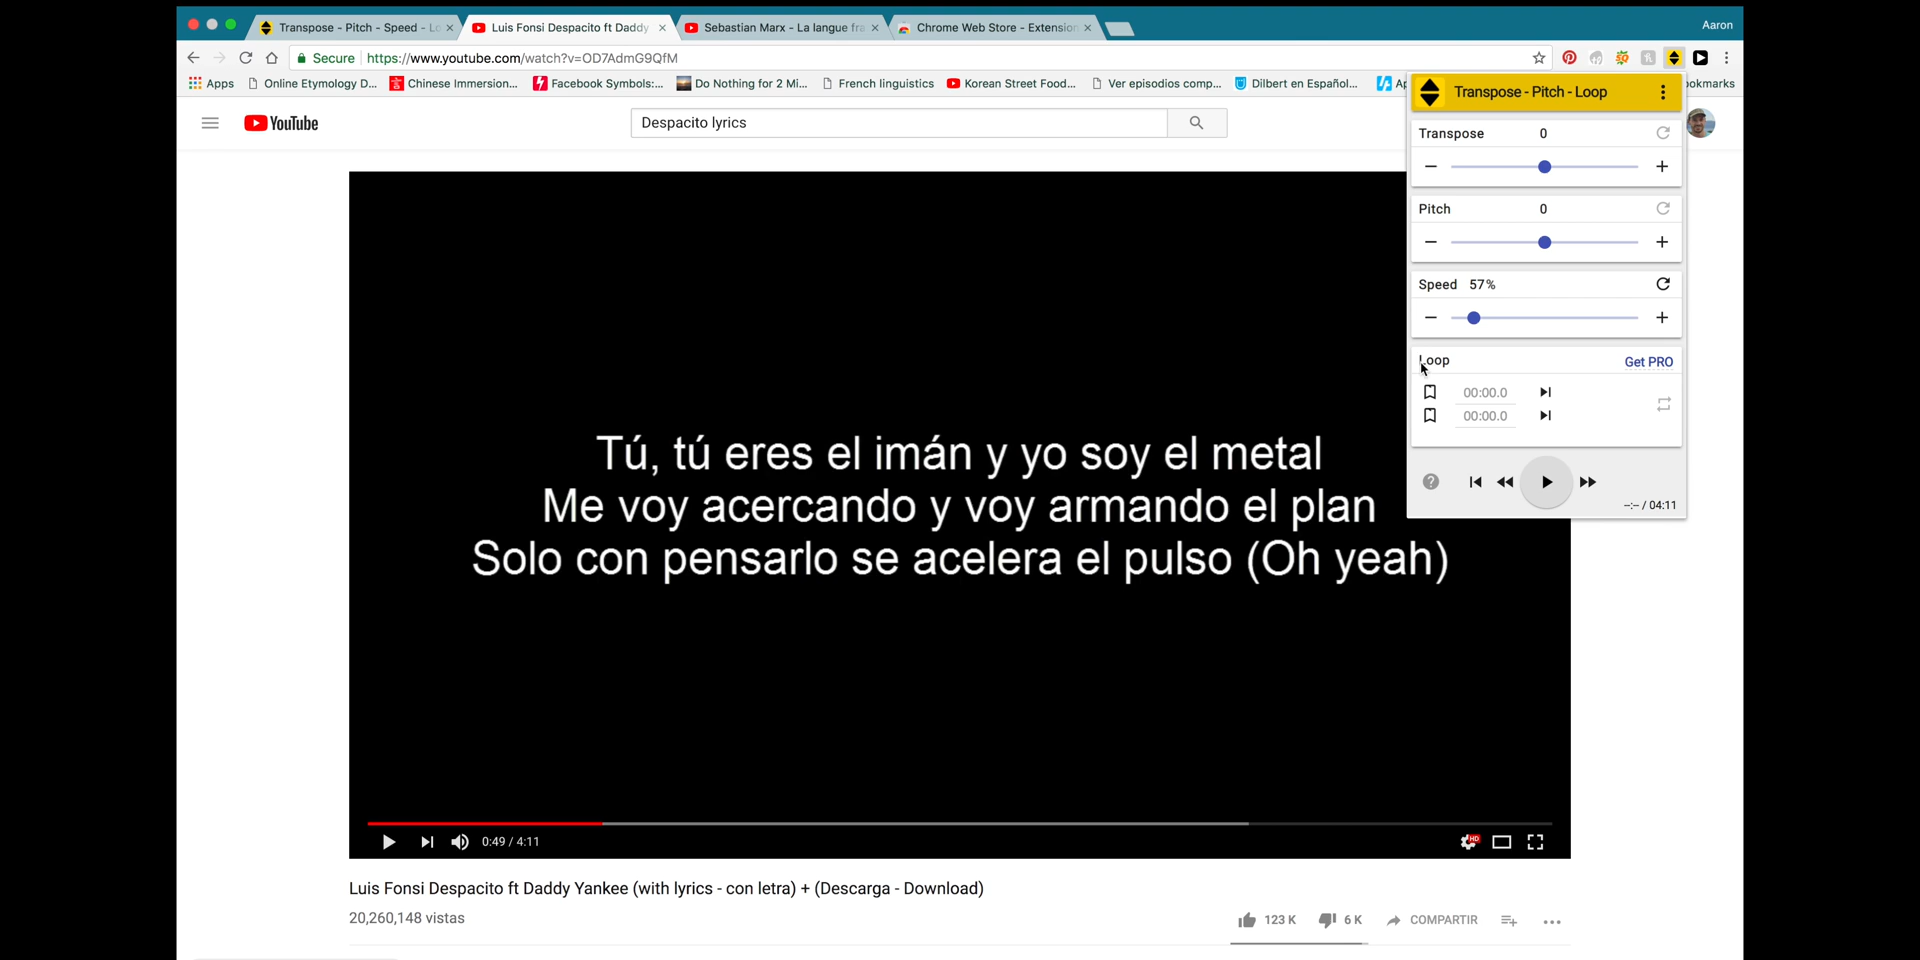 Transpose - Pitch - Speed - Lo
Luis Fonsi Despacito ft Daddy
Sebastian Marx - La langue fra
Chrome Web Store - Extension
Aaron
Secure https://www.youtube.com/watch?v=OD7AdmG9QfM
Apps
Online Etymology D...
Chinese Immersion...
Facebook Symbols:...
Do Nothing for 2 Mi...
French linguistics
Korean Street Food...
Ver episodios comp...
Dilbert en Español...
YouTube
Despacito lyrics
Transpose - Pitch - Loop
Transpose 0
Pitch 0
Speed 57%
Loop Get PRO
00:00.0
00:00.0
--:-- / 04:11
Tú, tú eres el imán y yo soy el metal
Me voy acercando y voy armando el plan
Solo con pensarlo se acelera el pulso (Oh yeah)
0:49 / 4:11
HD
Luis Fonsi Despacito ft Daddy Yankee (with lyrics - con letra) + (Descarga - Download)
20,260,148 vistas
123 K
6 K
COMPARTIR